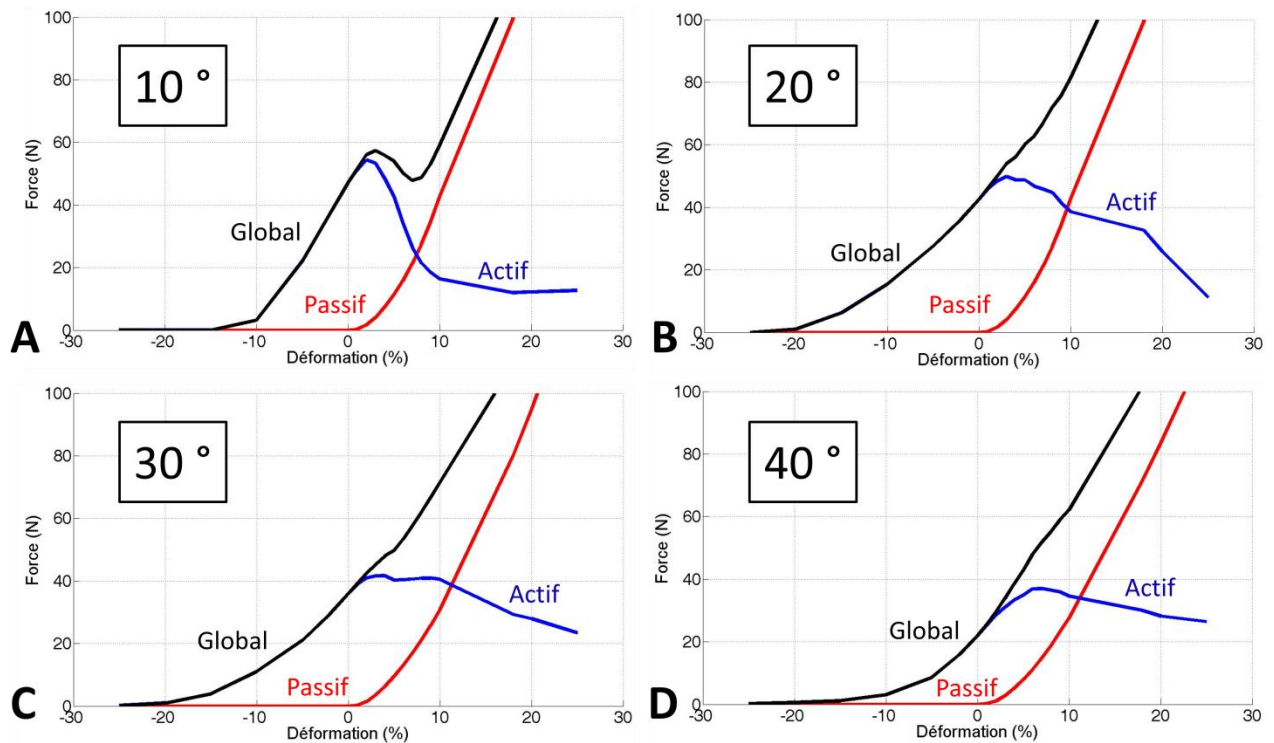 100
80
60
40
20
0
Force (N)
10 °
Global
Actif
Passif
A
-30 -20 -10 0 10 20 30
Déformation (%)
100
80
60
40
20
0
Force (N)
20 °
Actif
Global
Passif
B
-30 -20 -10 0 10 20 30
Déformation (%)
100
80
60
40
20
0
Force (N)
30 °
Actif
Global
Passif
C
-30 -20 -10 0 10 20 30
Déformation (%)
100
80
60
40
20
0
Force (N)
40 °
Actif
Global
Passif
D
-30 -20 -10 0 10 20 30
Déformation (%)